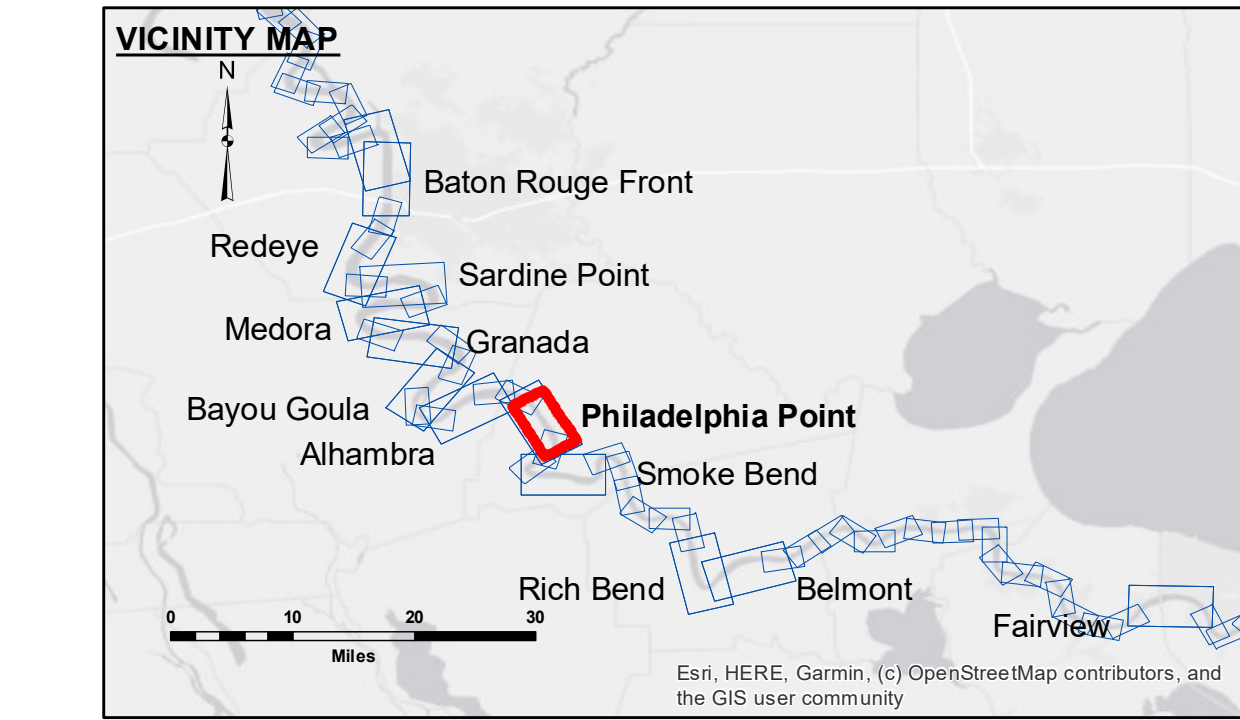 VICINITY MAP
N
Baton Rouge Front
Redeye
Sardine Point
Medora
Granada
Bayou Goula
Philadelphia Point
Alhambra
Smoke Bend
Rich Bend
Belmont
Fairview
0 10 20 30
Miles
Esri, HERE, Garmin, (c) OpenStreetMap contributors, and
the GIS user community